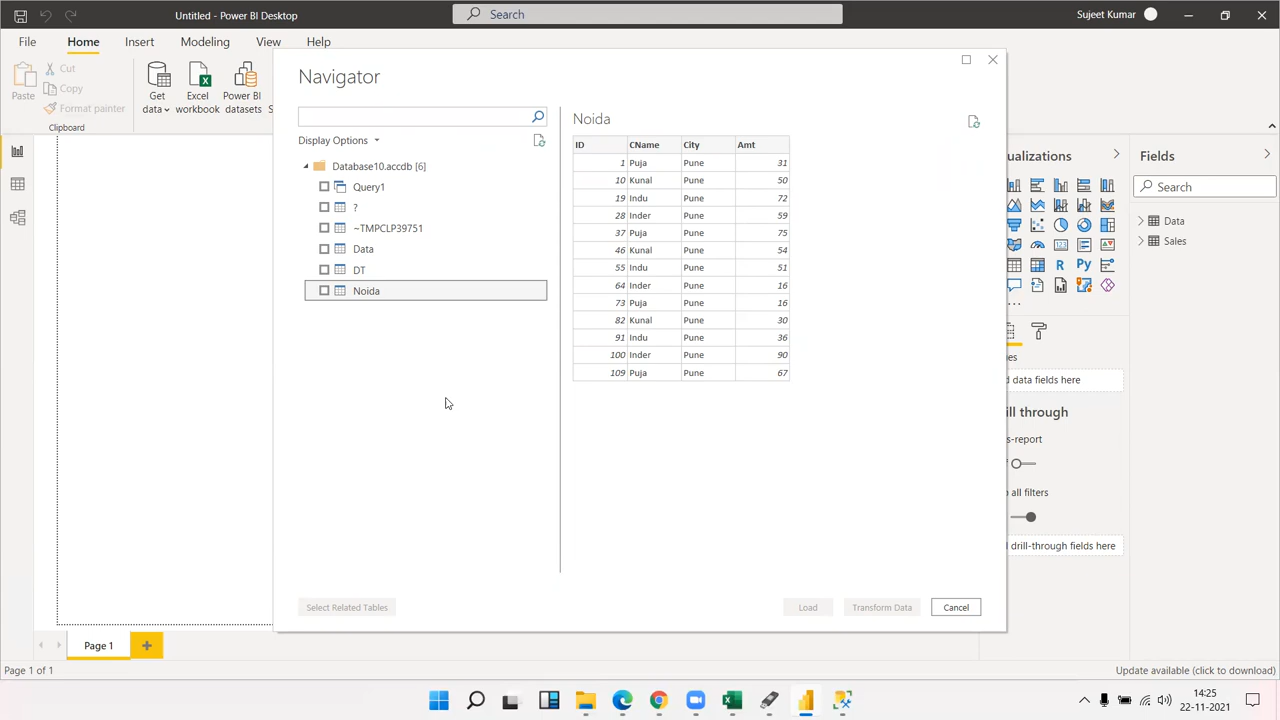 Untitled - Power BI Desktop
Search
Sujeet Kumar
File
Home
Insert
Modeling
View
Help
Paste
Cut
Copy
Format painter
Clipboard
Get data
Excel workbook
Power BI datasets
S
Navigator
Display Options
Database10.accdb [6]
Query1
?
~TMPCLP39751
Data
DT
Noida
Noida
ID CName City Amt
1 Puja Pune 31
10 Kunal Pune 50
19 Indu Pune 72
28 Inder Pune 59
37 Puja Pune 75
46 Kunal Pune 54
55 Indu Pune 51
64 Inder Pune 16
73 Puja Pune 16
82 Kunal Pune 30
91 Indu Pune 36
100 Inder Pune 90
109 Puja Pune 67
Select Related Tables
Load
Transform Data
Cancel
ualizations
R Py
...
es
d data fields here
ill through
s-report
f
p all filters
d drill-through fields here
Fields
Search
Data
Sales
Page 1
Page 1 of 1
Update available (click to download)
14:25
22-11-2021